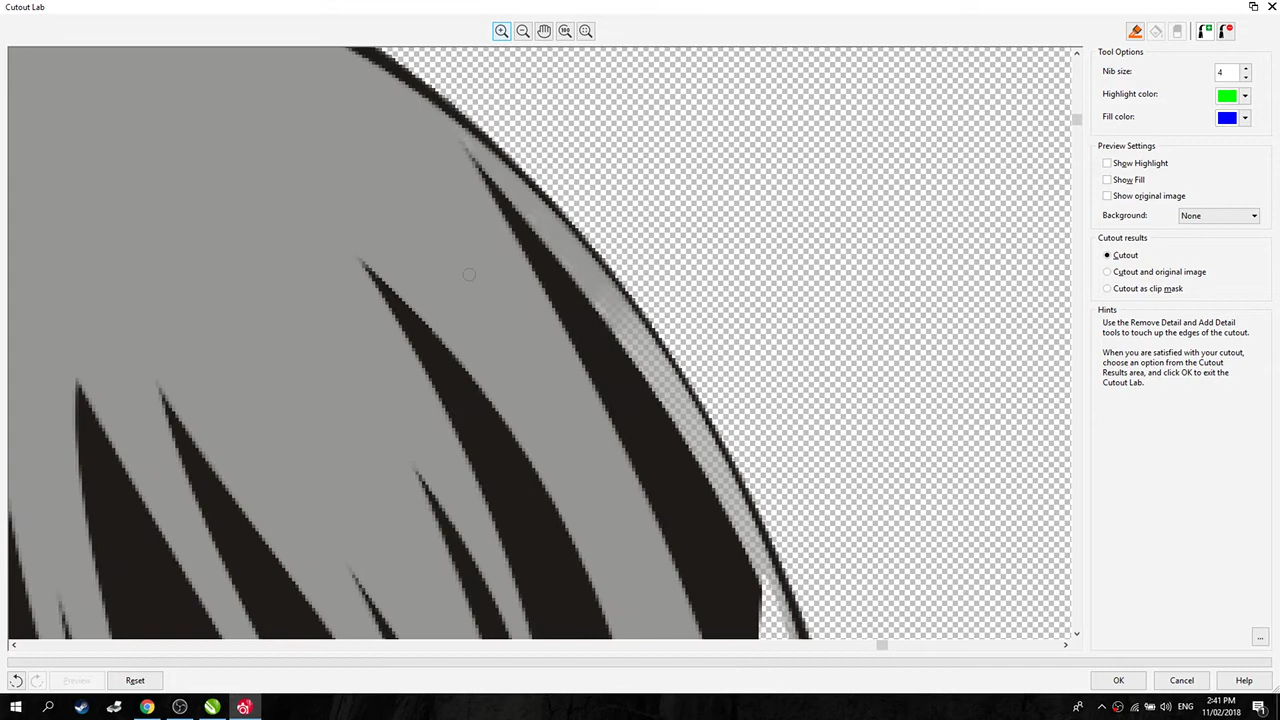 Cutout Lab
100
Tool Options
Nib size: 4
Highlight color:
Fill color:
Preview Settings
Show Highlight
Show Fill
Show original image
Background: None
Cutout results
Cutout
Cutout and original image
Cutout as clip mask
Hints
Use the Remove Detail and Add Detail
tools to touch up the edges of the cutout.
When you are satisfied with your cutout,
choose an option from the Cutout
Results area, and click OK to exit the
Cutout Lab.
...
Preview
Reset
OK
Cancel
Help
ENG
2:41 PM
11/02/2018